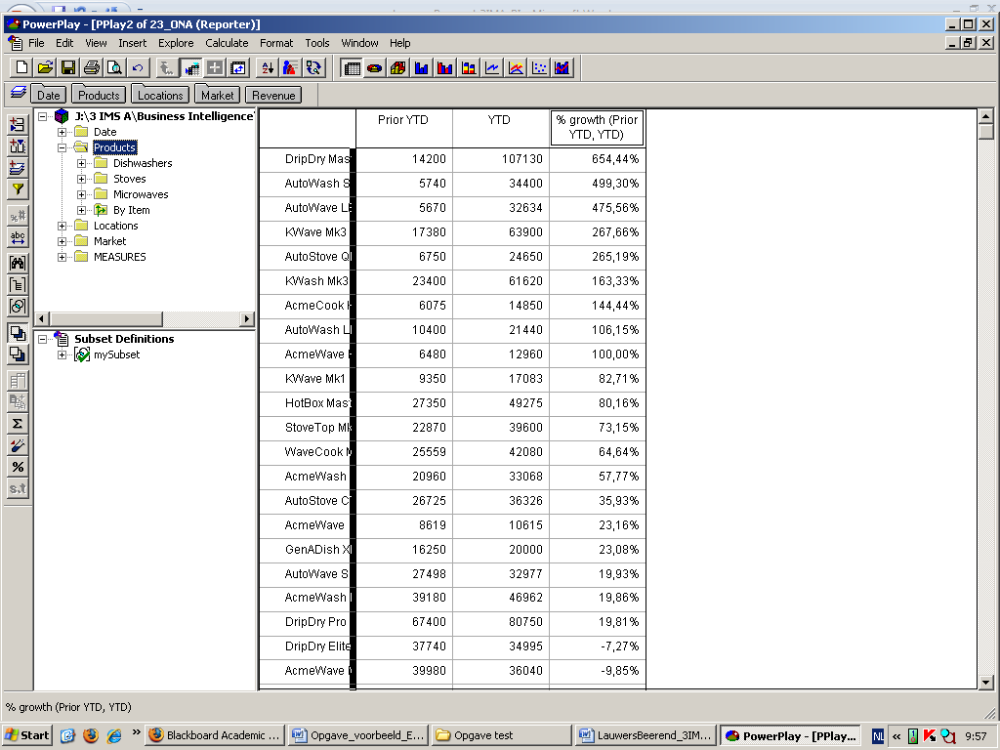 PowerPlay - [PPlay2 of 23_ONA (Reporter)]
File Edit View Insert Explore Calculate Format Tools Window Help
Date Products Locations Market Revenue
J:\3 IMS A\Business Intelligence
Date
Products
Dishwashers
Stoves
Microwaves
By Item
Locations
Market
MEASURES
Subset Definitions
mySubset
Prior YTD YTD % growth (Prior YTD, YTD)
DripDry Mas 14200 107130 654,44%
AutoWash S 5740 34400 499,30%
AutoWave LE 5670 32634 475,56%
KWave Mk3 17380 63900 267,66%
AutoStove 6750 24650 265,19%
KWash Mk3 23400 61620 163,33%
AcmeCook 6075 14850 144,44%
AutoWash 10400 21440 106,15%
AcmeWave 6480 12960 100,00%
KWave Mk1 9350 17083 82,71%
HotBox Mast 27350 49275 80,16%
StoveTop Mk 22870 39600 73,15%
WaveCook 25559 42080 64,64%
AcmeWash 20960 33068 57,77%
AutoStove C 26725 36326 35,93%
AcmeWave 8619 10615 23,16%
GenADish X 16250 20000 23,08%
AutoWave S 27498 32977 19,93%
AcmeWash 39180 46962 19,86%
DripDry Pro 67400 80750 19,81%
DripDry Elite 37740 34995 -7,27%
AcmeWave 39980 36040 -9,85%
% growth (Prior YTD, YTD)
Start » Blackboard Academic ... Opgave_voorbeeld_E... Opgave test LauwersBeerend_3IM... PowerPlay - [PPlay... NL « 9:57